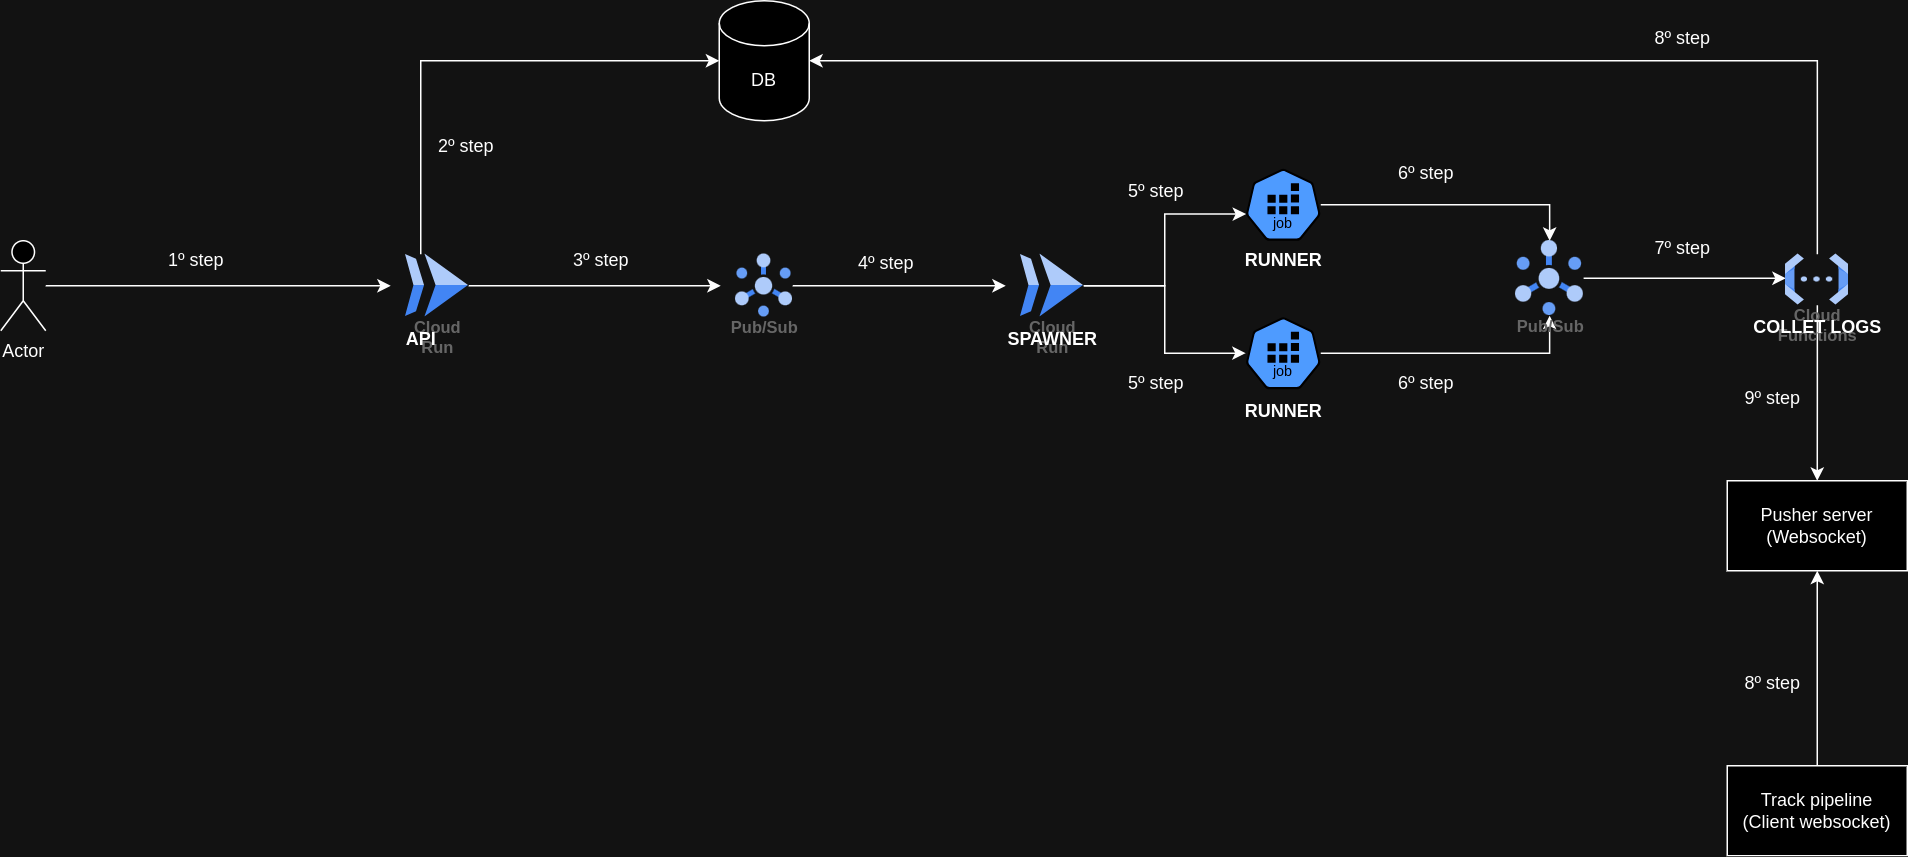 8º step
DB
2º step
6º step
5º step
job
1º step
3º step
4º step
RUNNER
7º step
Cloud
Run
API
Pub/Sub
Cloud
Run
SPAWNER
Pub/Sub
Cloud
Functions
COLLET LOGS
Actor
job
5º step
6º step
RUNNER
9º step
Pusher server
(Websocket)
8º step
Track pipeline
(Client websocket)